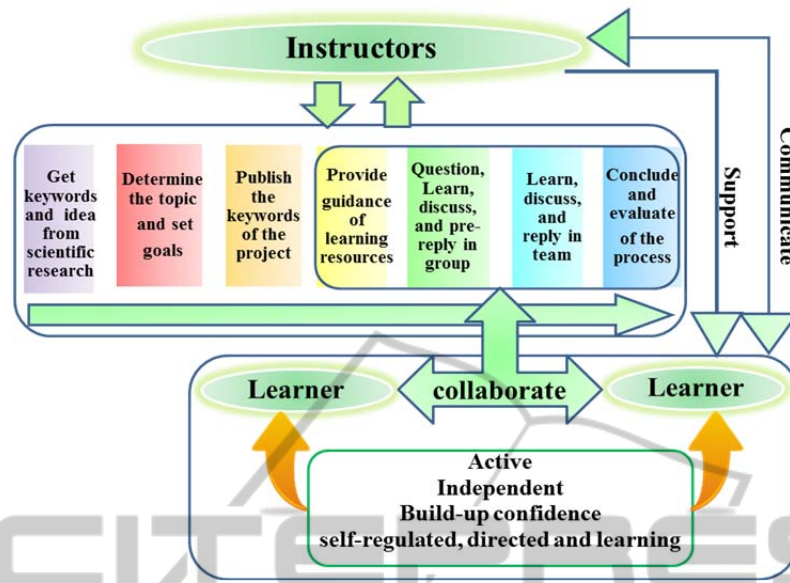 Instructors
Get
keywords
and idea
from
scientific
research
Determine
the topic
and set
goals
Publish
the
keywords
of the
project
Provide
guidance
of
learning
resources
Question,
Learn,
discuss,
and pre-
reply in
group
Learn,
discuss,
and
reply in
team
Conclude
and
evaluate
of the
process
Support
Communicate
Learner
collaborate
Learner
Active
Independent
Build-up confidence
self-regulated, directed and learning